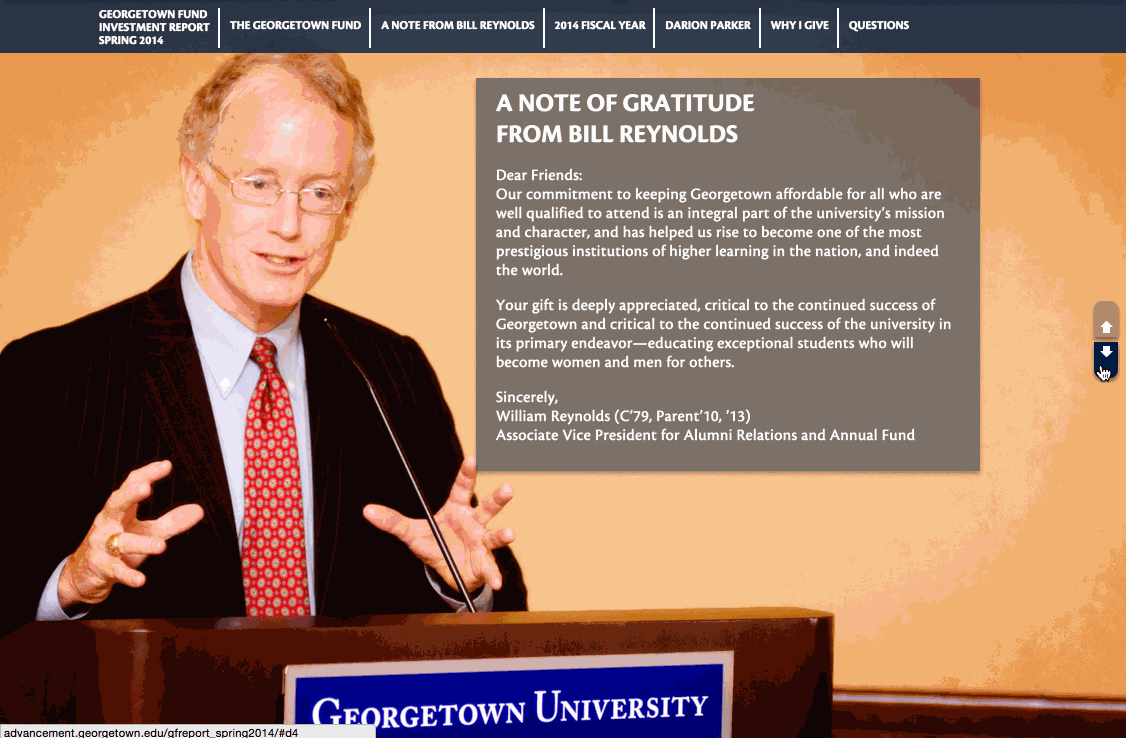 GEORGETOWN FUND
INVESTMENT REPORT
SPRING 2014
THE GEORGETOWN FUND
A NOTE FROM BILL REYNOLDS
2014 FISCAL YEAR
DARION PARKER
WHY I GIVE
QUESTIONS
A NOTE OF GRATITUDE
FROM BILL REYNOLDS
Dear Friends:
Our commitment to keeping Georgetown affordable for all who are
well qualified to attend is an integral part of the university's mission
and character, and has helped us rise to become one of the most
prestigious institutions of higher learning in the nation, and indeed
the world.
Your gift is deeply appreciated, critical to the continued success of
Georgetown and critical to the continued success of the university in
its primary endeavor—educating exceptional students who will
become women and men for others.
Sincerely,
William Reynolds (C'79, Parent'10, '13)
Associate Vice President for Alumni Relations and Annual Fund
GEORGETOWN UNIVERSITY
advancement.georgetown.edu/gfreport_spring2014/#d4